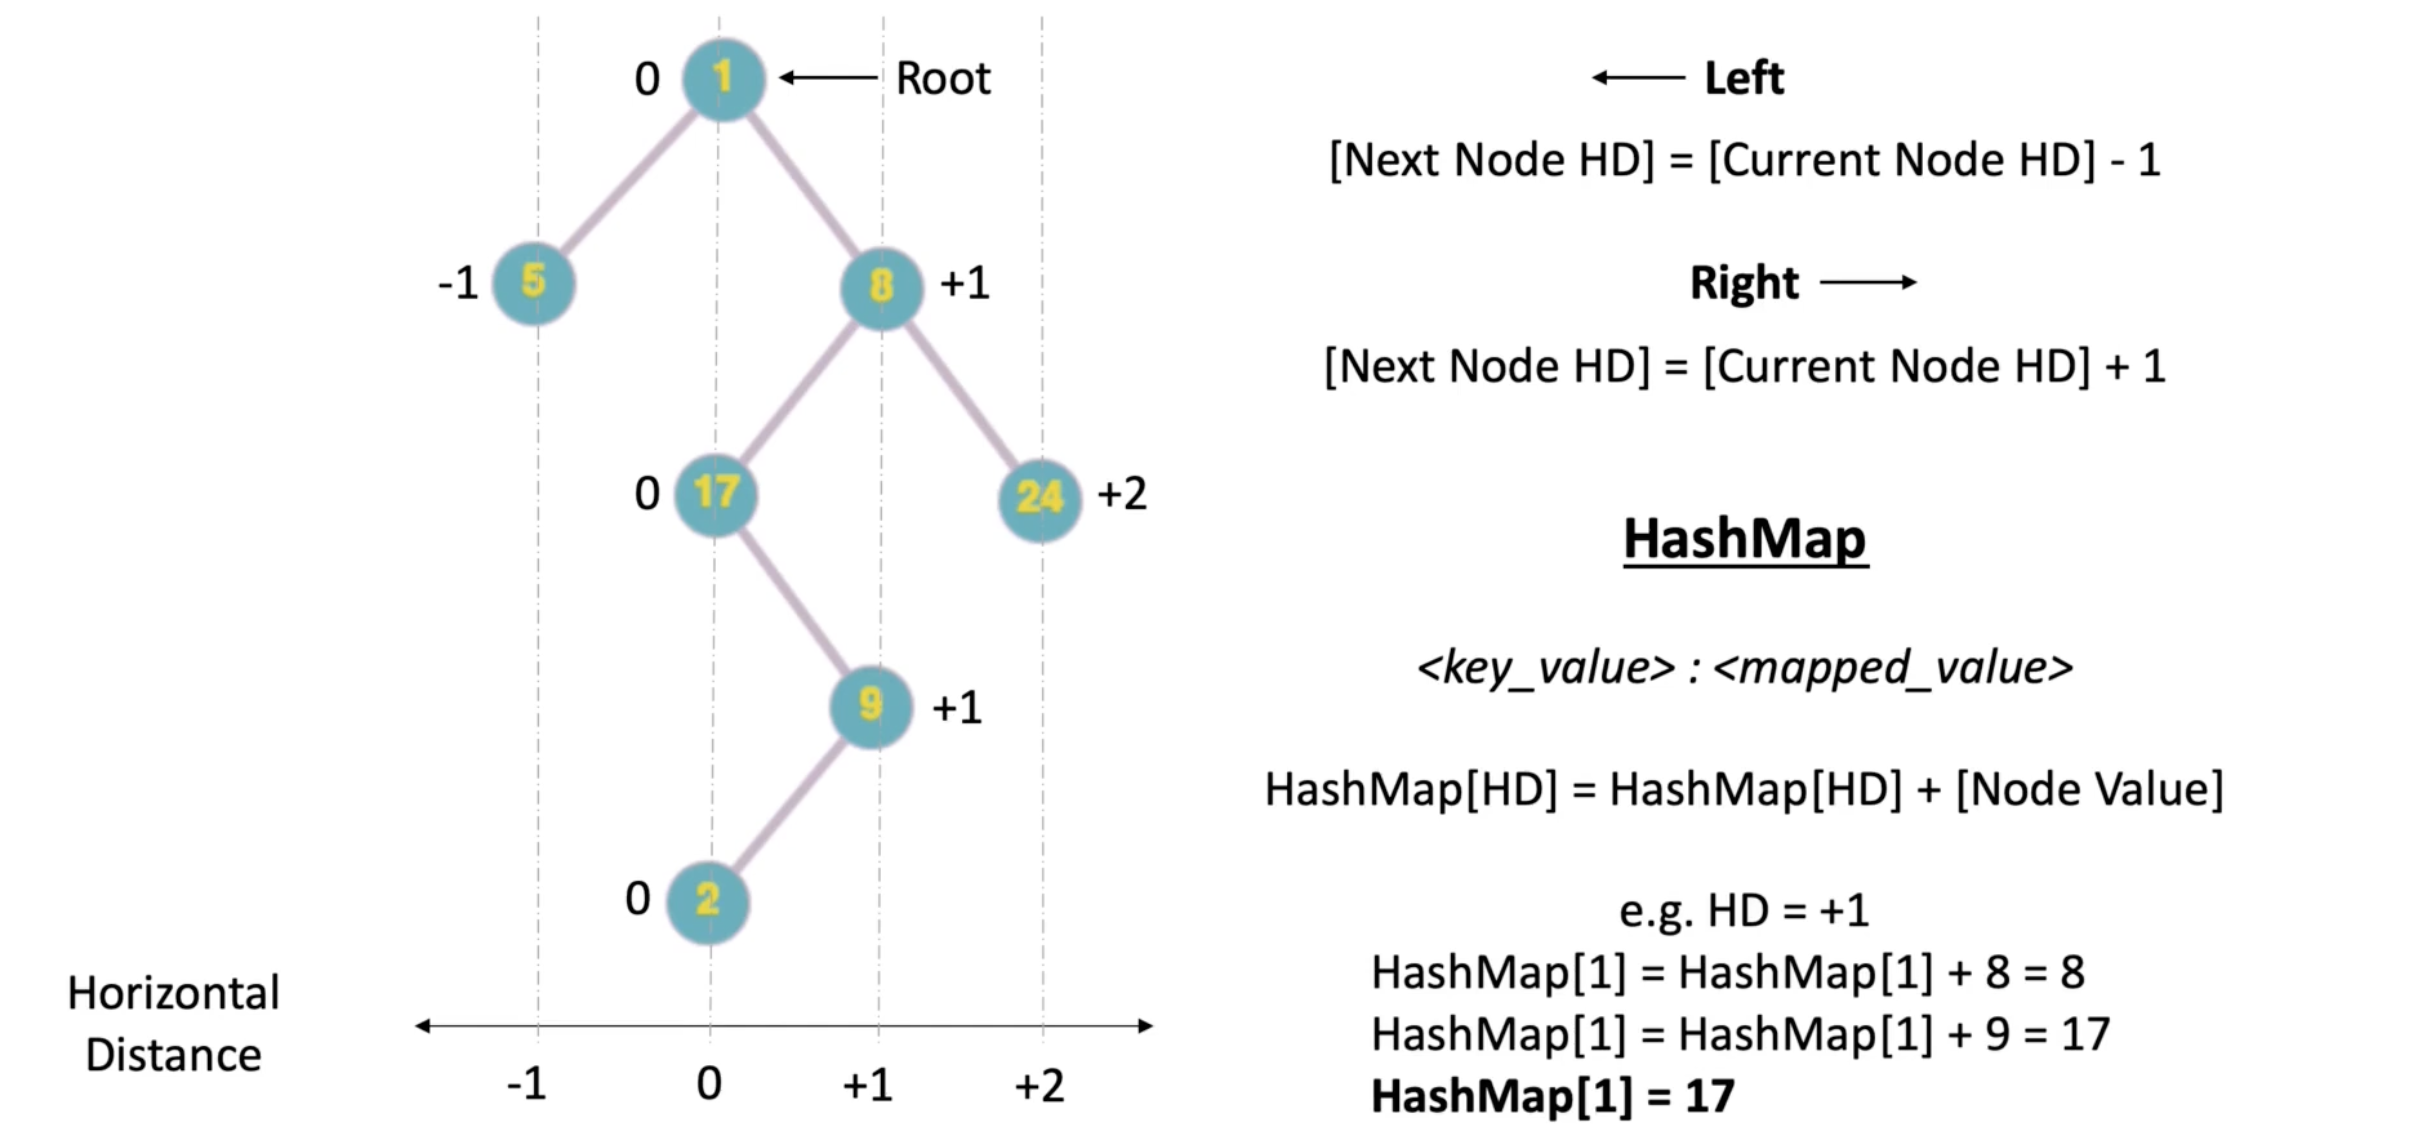 0 1 Root
-1 5 8 +1
0 17 24 +2
9 +1
0 2
Horizontal
Distance
-1 0 +1 +2
Left
[Next Node HD] = [Current Node HD] - 1
Right
[Next Node HD] = [Current Node HD] + 1
HashMap
<key_value> : <mapped_value>
HashMap[HD] = HashMap[HD] + [Node Value]
e.g. HD = +1
HashMap[1] = HashMap[1] + 8 = 8
HashMap[1] = HashMap[1] + 9 = 17
HashMap[1] = 17